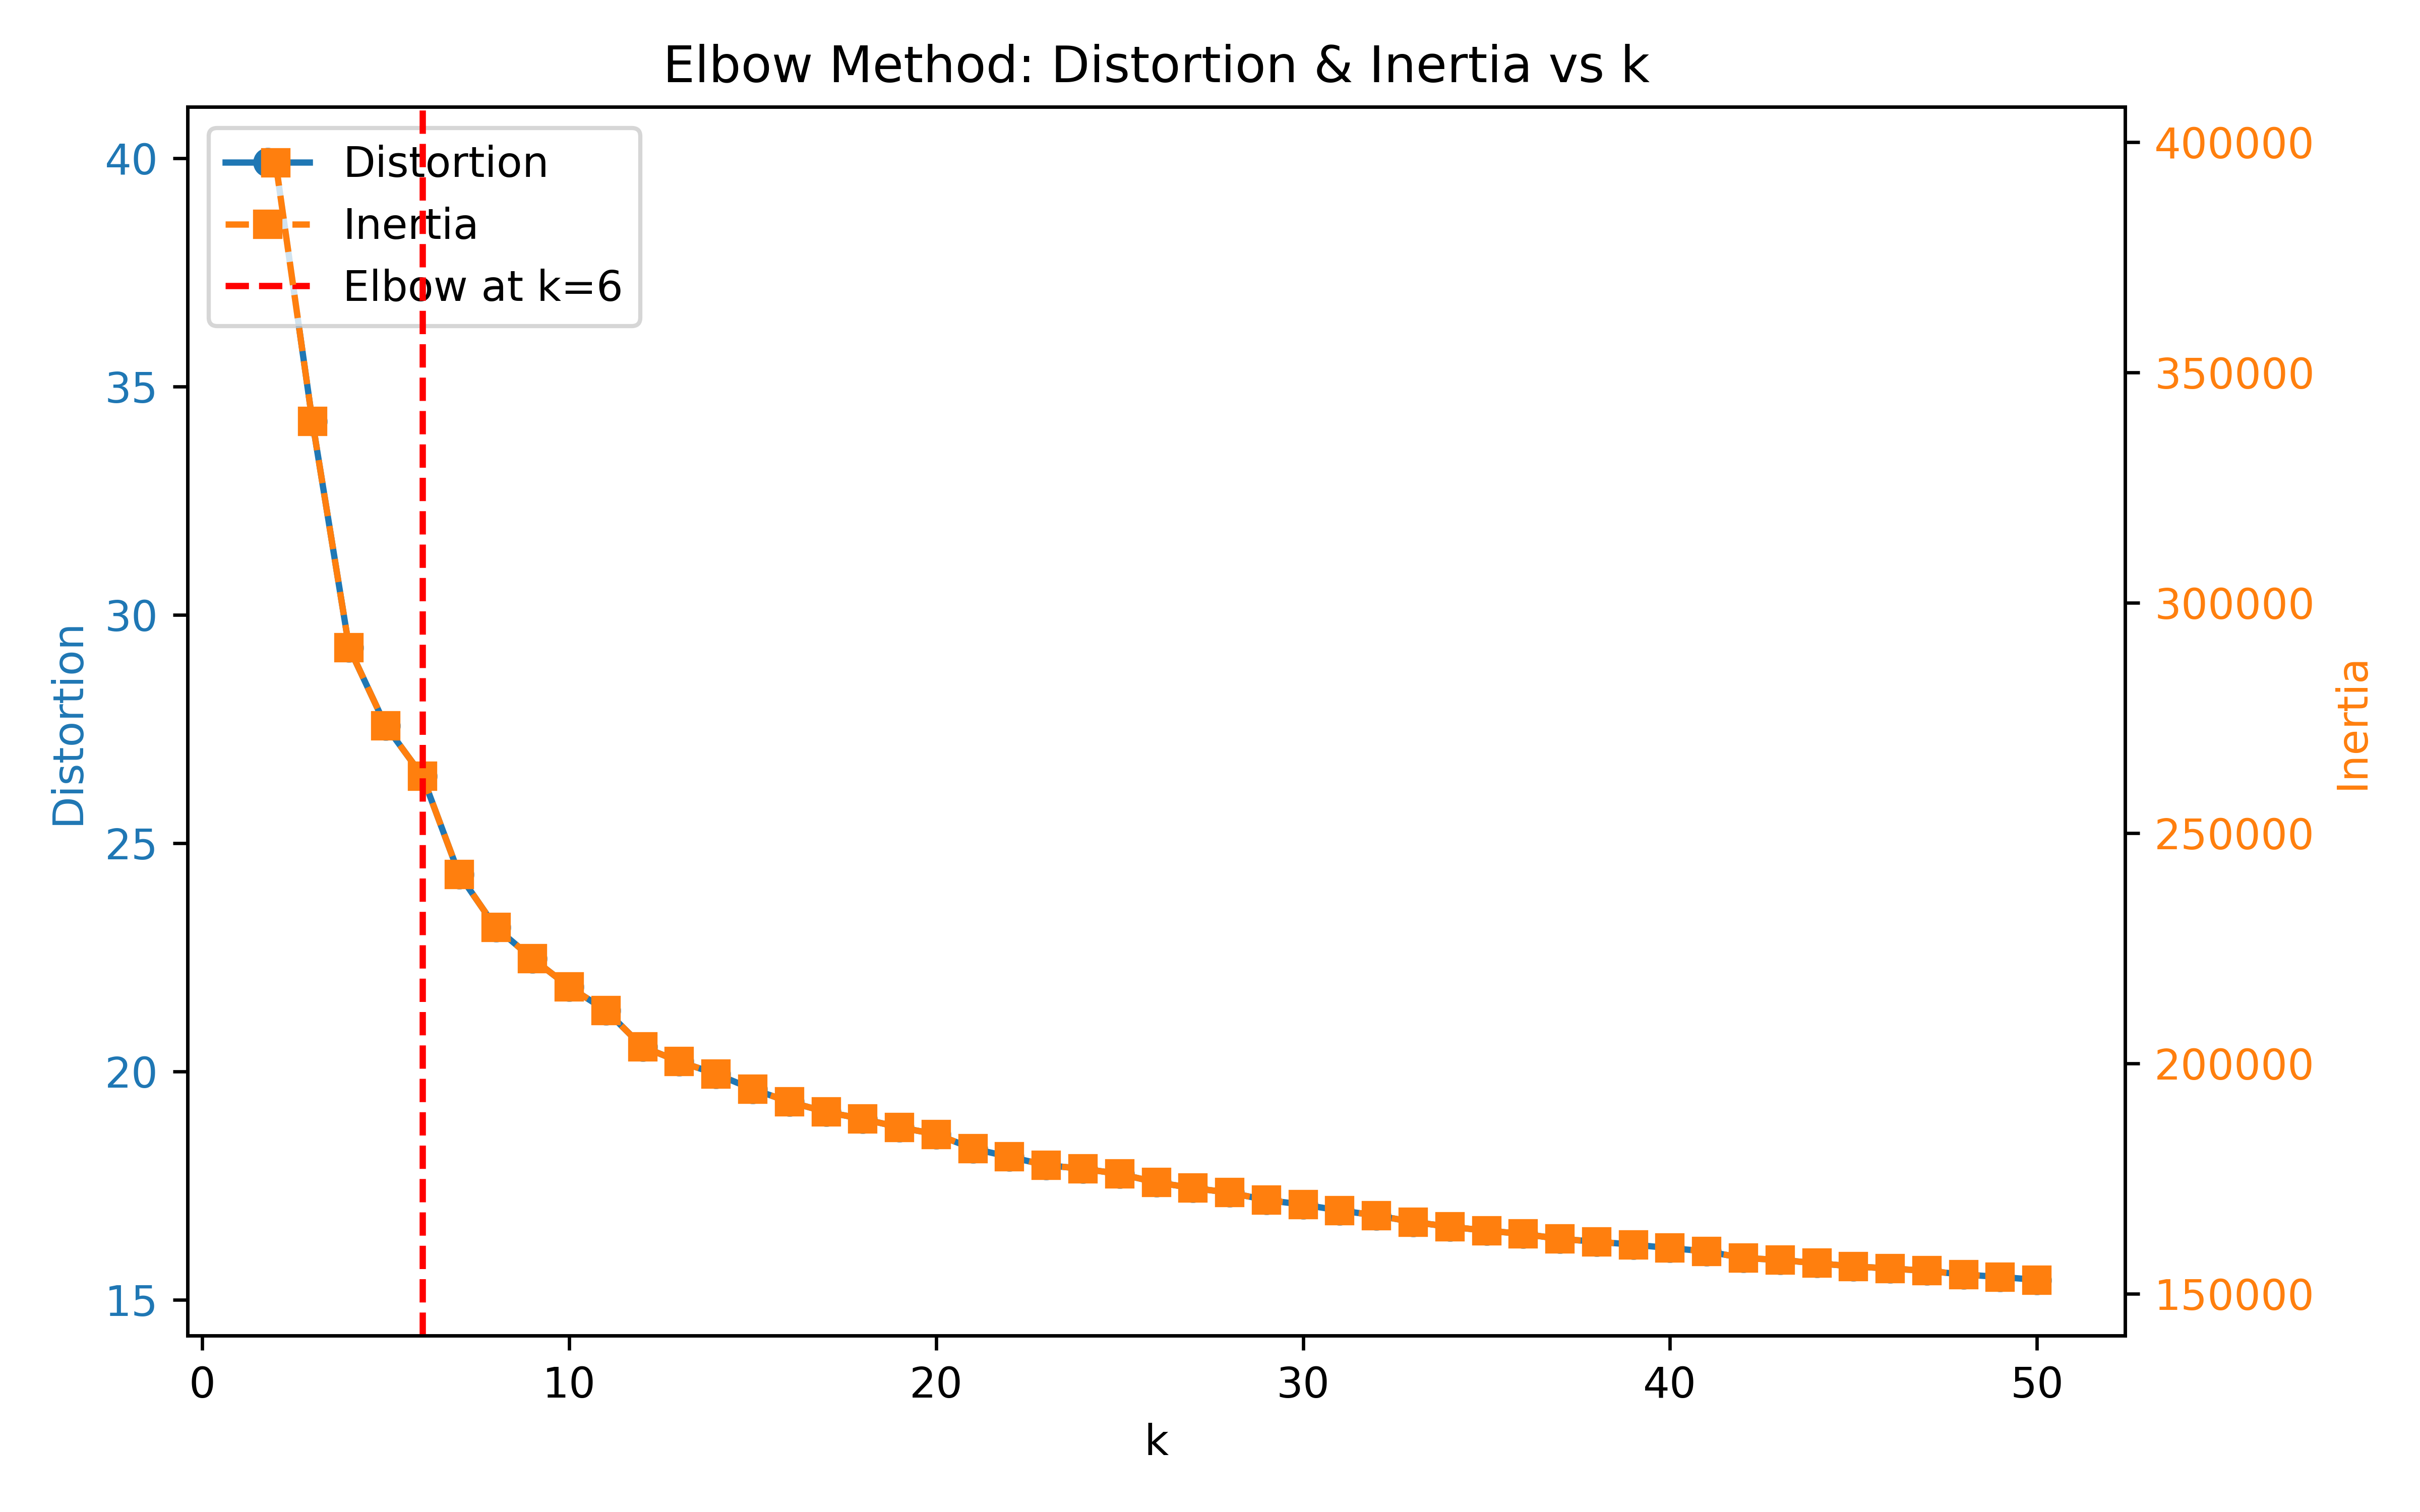 Elbow Method: Distortion & Inertia vs k
Distortion
Inertia
Elbow at k=6
40
35
30
25
20
15
Distortion
400000
350000
300000
250000
200000
150000
Inertia
0 10 20 30 40 50
k